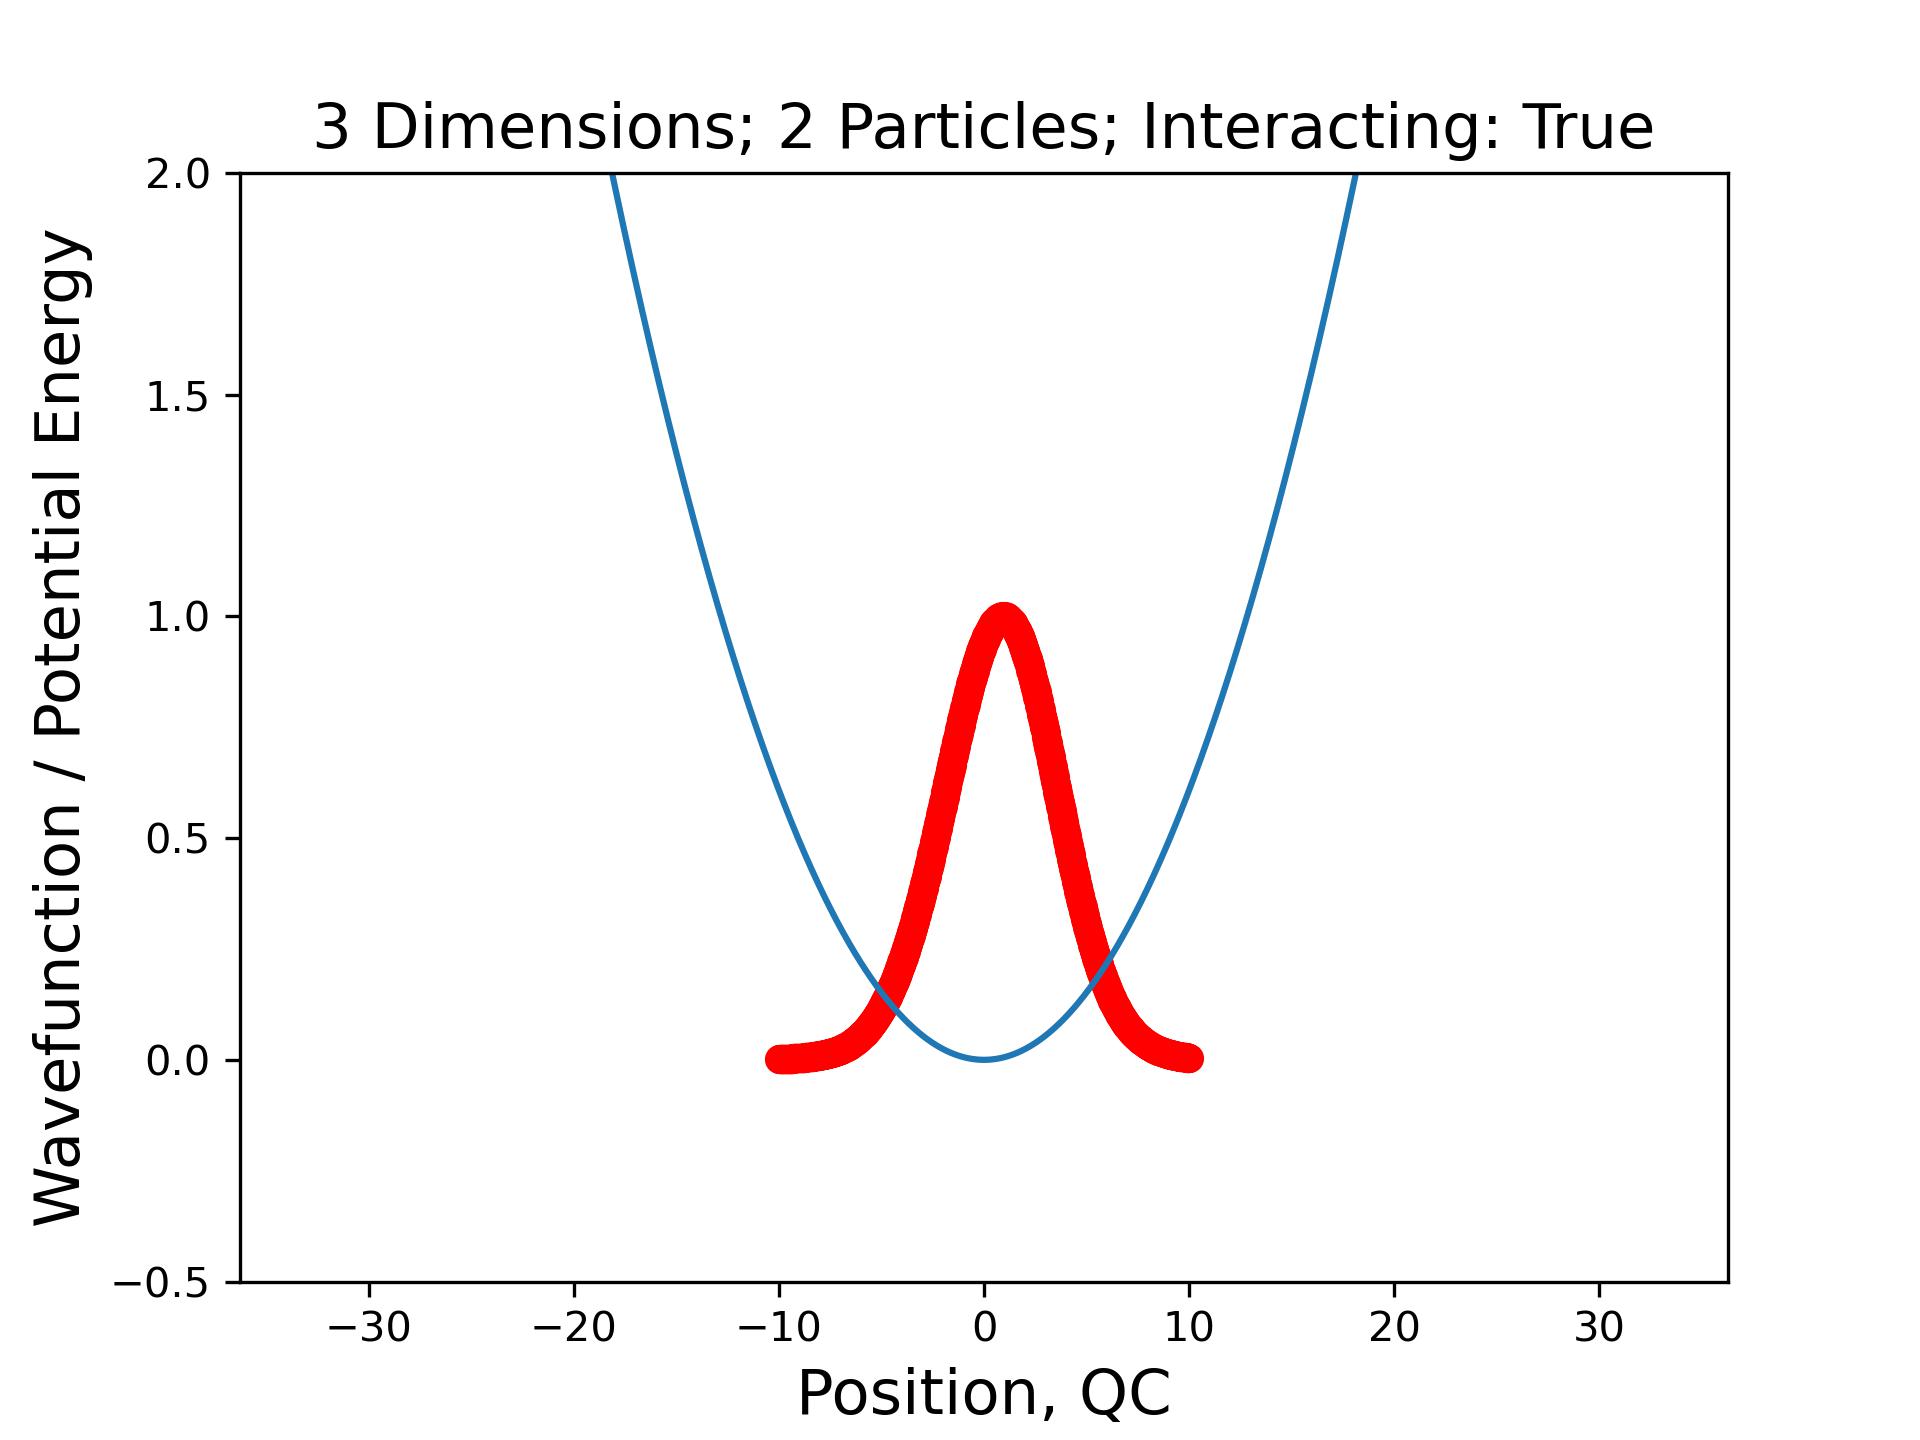 3 Dimensions; 2 Particles; Interacting: True
Wavefunction / Potential Energy
2.0
1.5
1.0
0.5
0.0
−0.5
−30 −20 −10 0 10 20 30
Position, QC